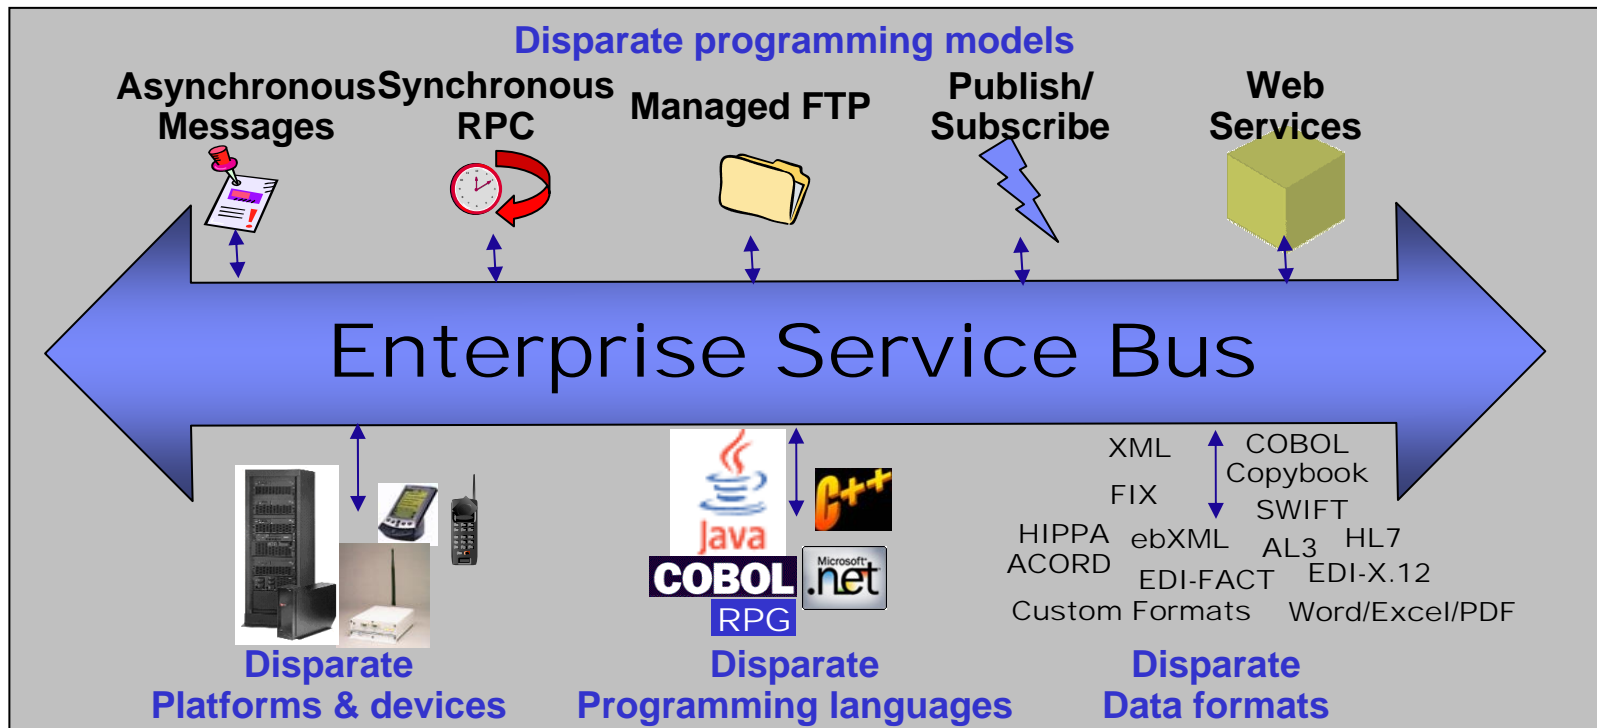 Disparate programming models
Asynchronous
Messages
Synchronous
RPC
Managed FTP
Publish/
Subscribe
Web
Services
Enterprise Service Bus
Java
C++
COBOL
RPG
Microsoft
.net
XML
COBOL
Copybook
FIX
SWIFT
HIPPA
ebXML
AL3
HL7
ACORD
EDI-FACT
EDI-X.12
Custom Formats
Word/Excel/PDF
Disparate
Platforms & devices
Disparate
Programming languages
Disparate
Data formats